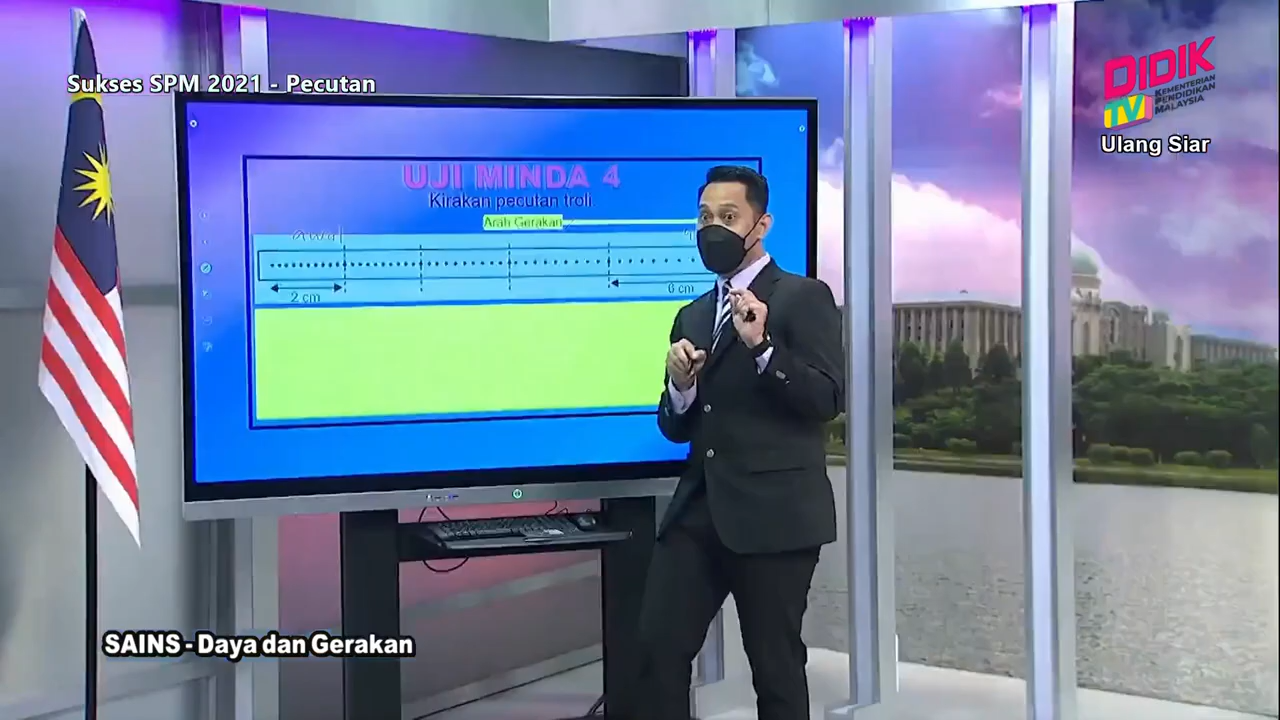 Sukses SPM 2021 - Pecutan
DIDIK
TV
KEMENTERIAN
PENDIDIKAN
MALAYSIA
Ulang Siar
UJI MINDA 4
Kirakan pecutan troli.
Arah Gerakan
awal
2 cm
6 cm
SAINS - Daya dan Gerakan